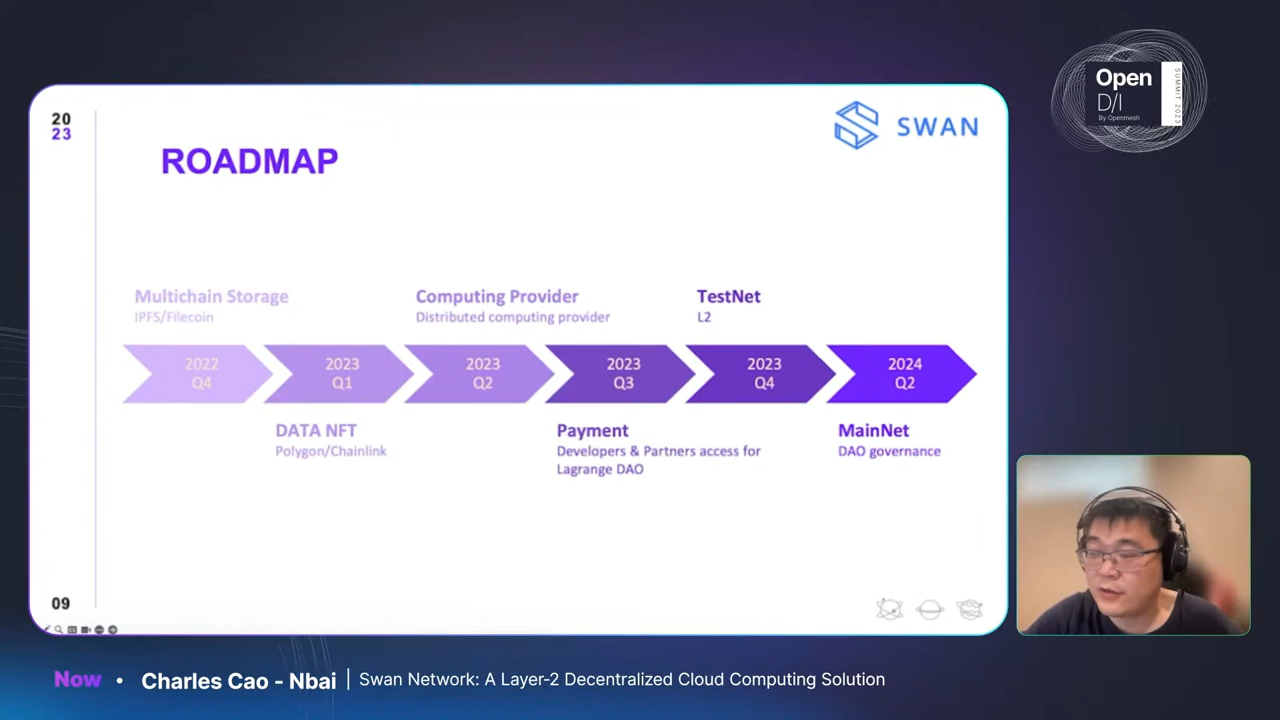 20
23
ROADMAP
SWAN
Open
D/I
By Openmesh
SUMMIT 2023
Multichain Storage
IPFS/Filecoin
Computing Provider
Distributed computing provider
TestNet
L2
2022
Q4
2023
Q1
2023
Q2
2023
Q3
2023
Q4
2024
Q2
DATA NFT
Polygon/Chainlink
Payment
Developers & Partners access for
Lagrange DAO
MainNet
DAO governance
09
Now • Charles Cao - Nbai | Swan Network: A Layer-2 Decentralized Cloud Computing Solution